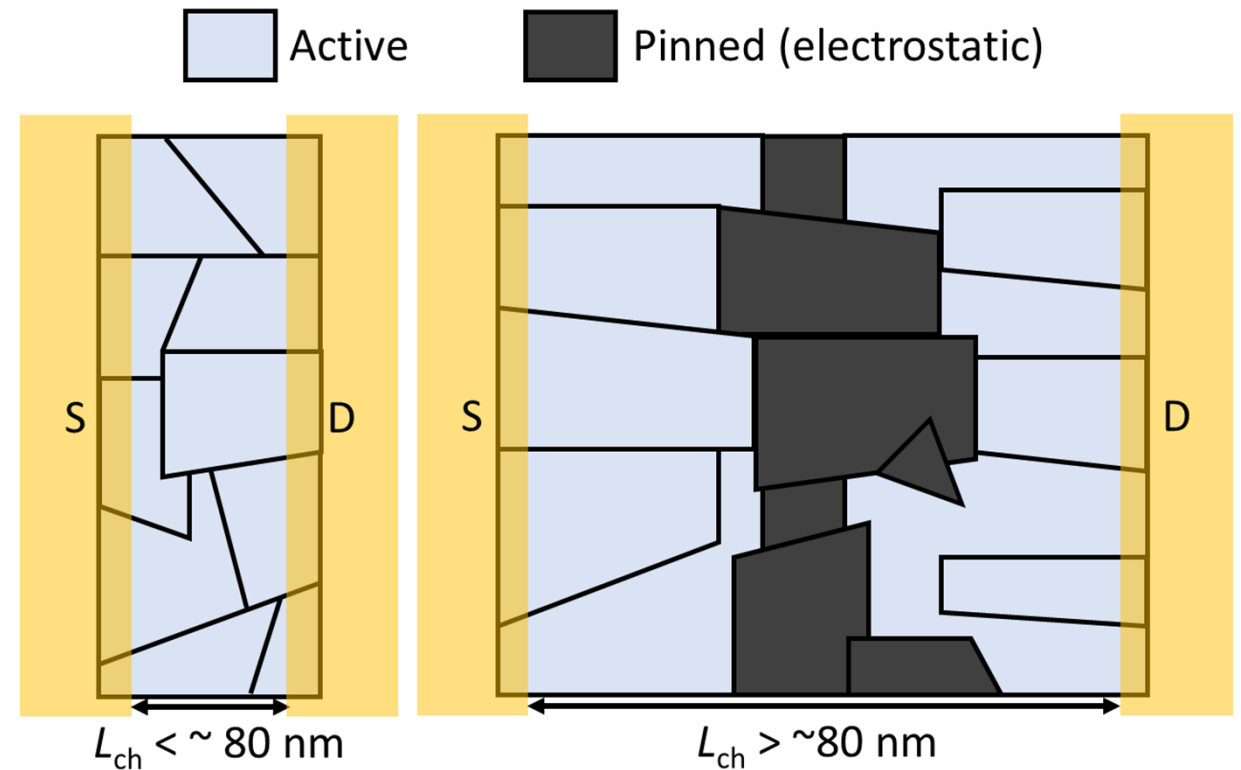 Active
Pinned (electrostatic)
S
D
S
D
Lch < ~ 80 nm
Lch > ~80 nm